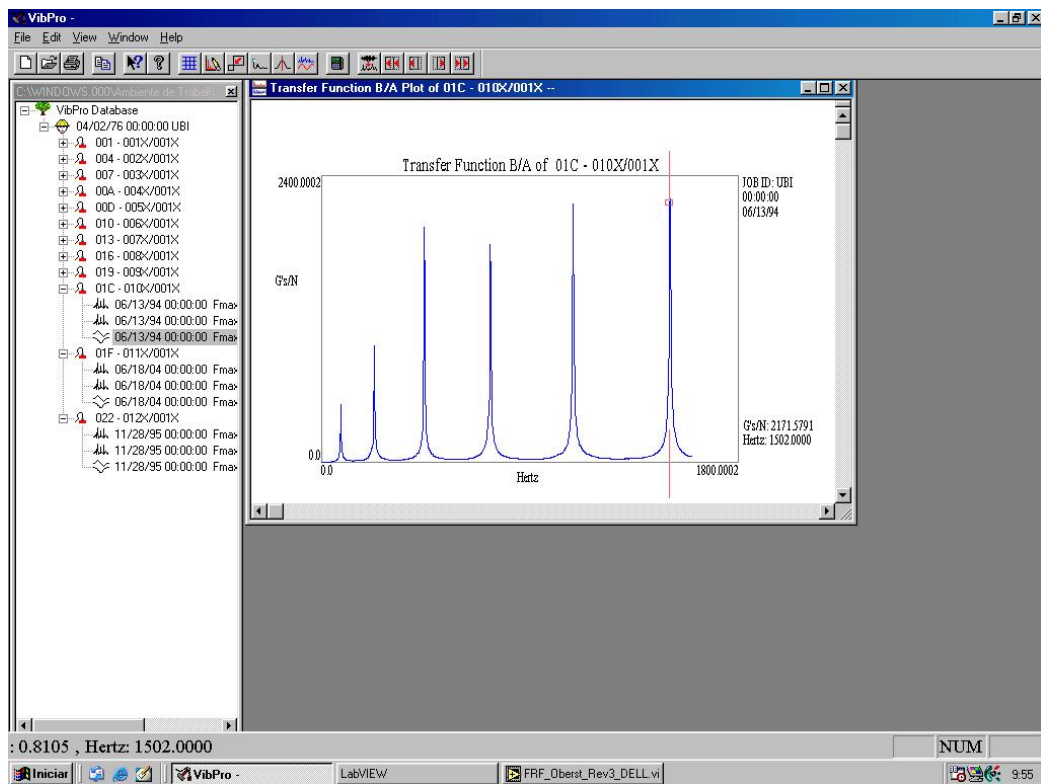 VibPro -
File Edit View Window Help
C:\WINDOWS.000\Ambiente de Trabalh
VibPro Database
04/02/76 00:00:00 UBI
001 - 001X/001X
004 - 002X/001X
007 - 003X/001X
00A - 004X/001X
00D - 005X/001X
010 - 006X/001X
013 - 007X/001X
016 - 008X/001X
019 - 009X/001X
01C - 010X/001X
06/13/94 00:00:00 Fmax
06/13/94 00:00:00 Fmax
06/13/94 00:00:00 Fmax
01F - 011X/001X
06/18/04 00:00:00 Fmax
06/18/04 00:00:00 Fmax
06/18/04 00:00:00 Fmax
022 - 012X/001X
11/28/95 00:00:00 Fmax
11/28/95 00:00:00 Fmax
11/28/95 00:00:00 Fmax
Transfer Function B/A Plot of 01C - 010X/001X --
Transfer Function B/A of 01C - 010X/001X
2400.0002
G's/N
0.0
0.0
Hertz
1800.0002
JOB ID: UBI
00:00:00
06/13/94
G's/N: 2171.5791
Hertz: 1502.0000
: 0.8105 , Hertz: 1502.0000
NUM
Iniciar
VibPro -
LabVIEW
FRF_Oberst_Rev3_DELL.vi
9:55